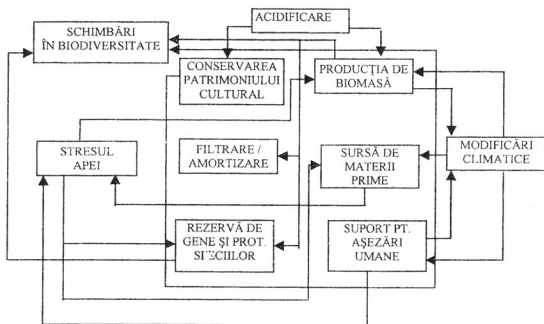 ACIDIFICARE
SCHIMBĂRI
ÎN BIODIVERSITATE
CONSERVAREA
PATRIMONIULUI
CULTURAL
PRODUCȚIA DE
BIOMASĂ
STRESUL
APEI
FILTRARE /
AMORTIZARE
SURSĂ DE
MATERII
PRIME
MODIFICĂRI
CLIMATICE
REZERVĂ DE
GENE ȘI PROT.
SUPORT PT.
AȘEZĂRI
UMANE